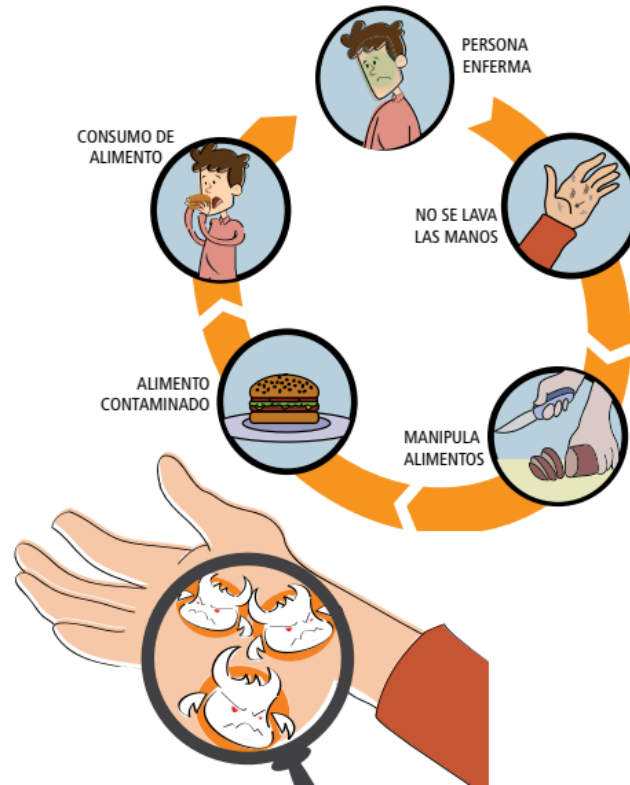 PERSONA
ENFERMA
NO SE LAVA
LAS MANOS
MANIPULA
ALIMENTOS
ALIMENTO
CONTAMINADO
CONSUMO DE
ALIMENTO